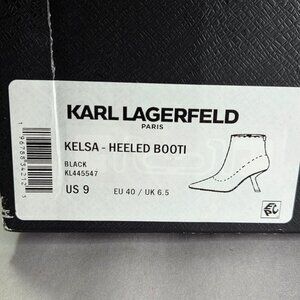 KARL LAGERFELD
PARIS
KELSA - HEELED BOOTI
BLACK
KL445547
US 9
EU 40 / UK 6.5